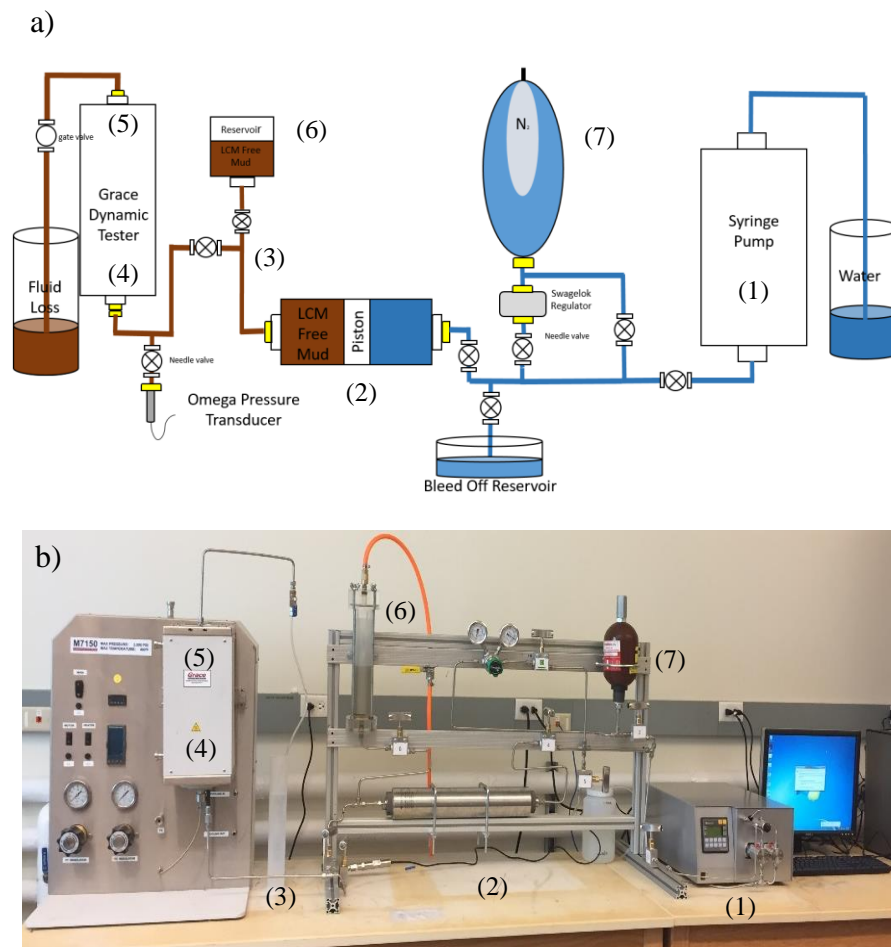 a)
(5)
gate valve
Grace
Dynamic
Tester
(4)
Fluid
Loss
Reservoir
LCM Free
Mud
(6)
(3)
Needle valve
Omega Pressure
Transducer
LCM
Free
Mud
Piston
(2)
N₂
(7)
Swagelok
Regulator
Needle valve
Bleed Off Reservoir
Syringe
Pump
(1)
Water
b)
M7150
(5)
Grace
(4)
(6)
(7)
(3)
(2)
(1)